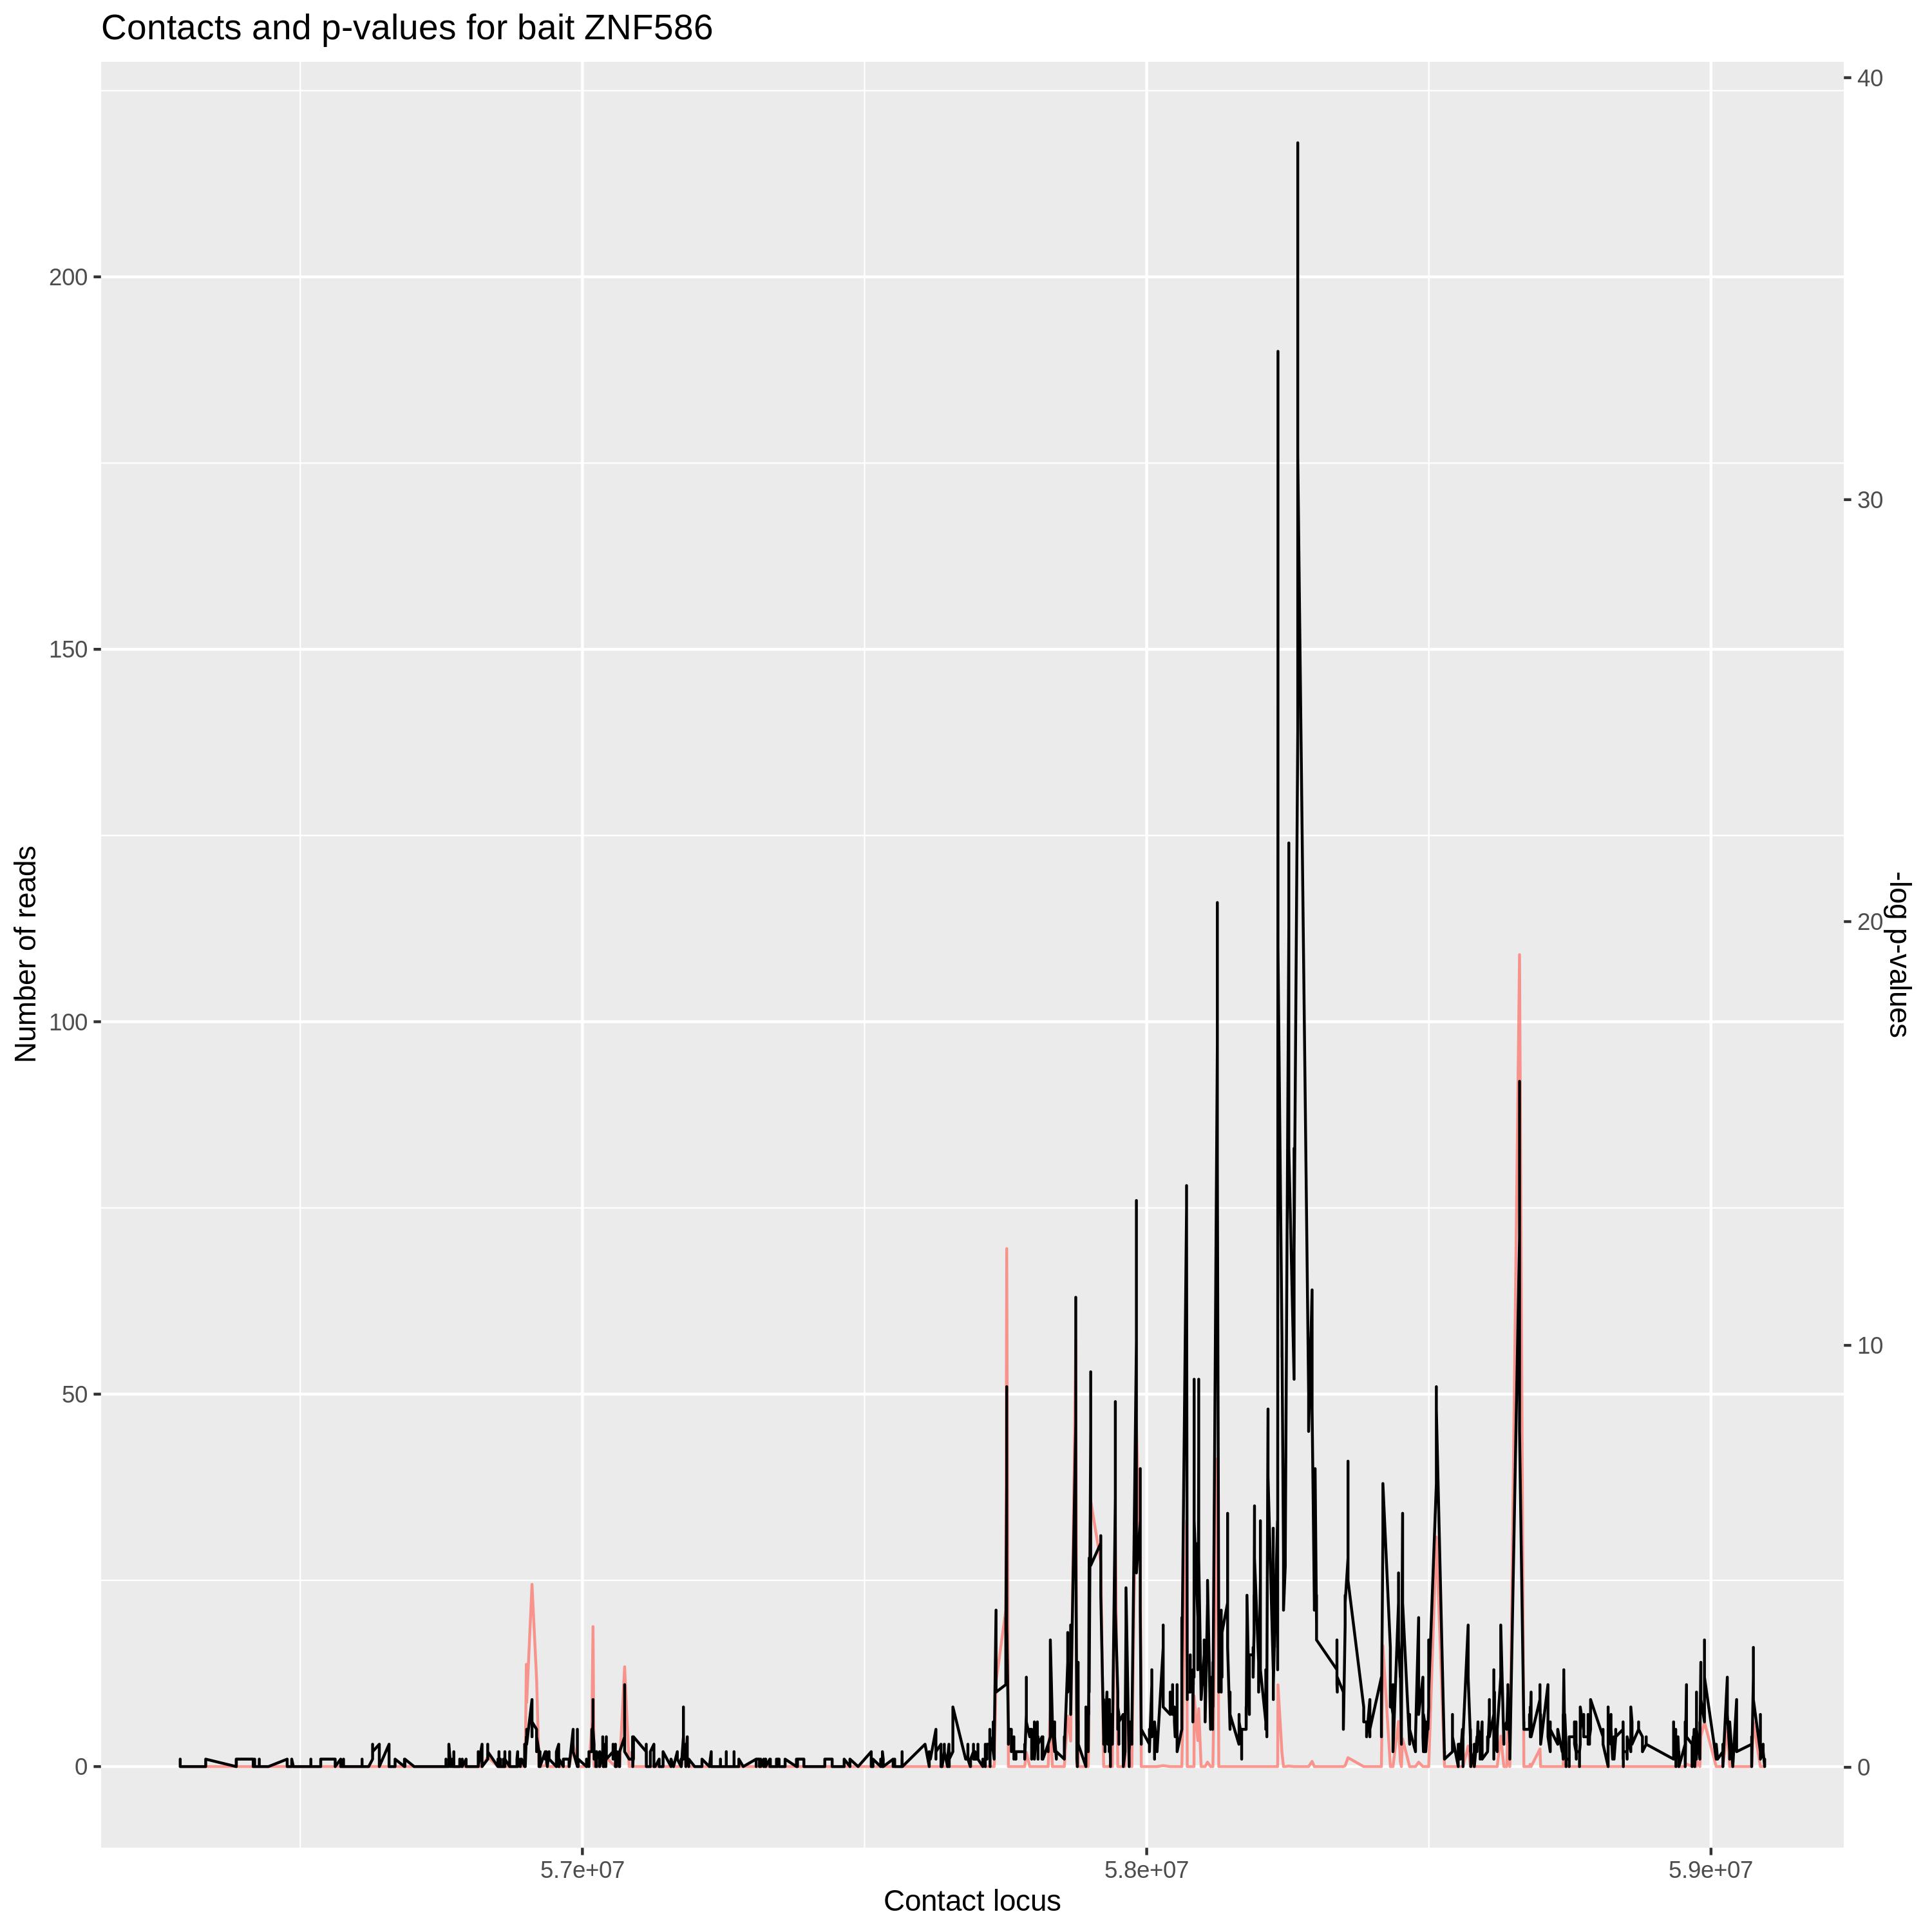 Contacts and p-values for bait ZNF586
Number of reads
200
150
100
50
0
40
30
20
10
0
-log p-values
5.7e+07
5.8e+07
5.9e+07
Contact locus